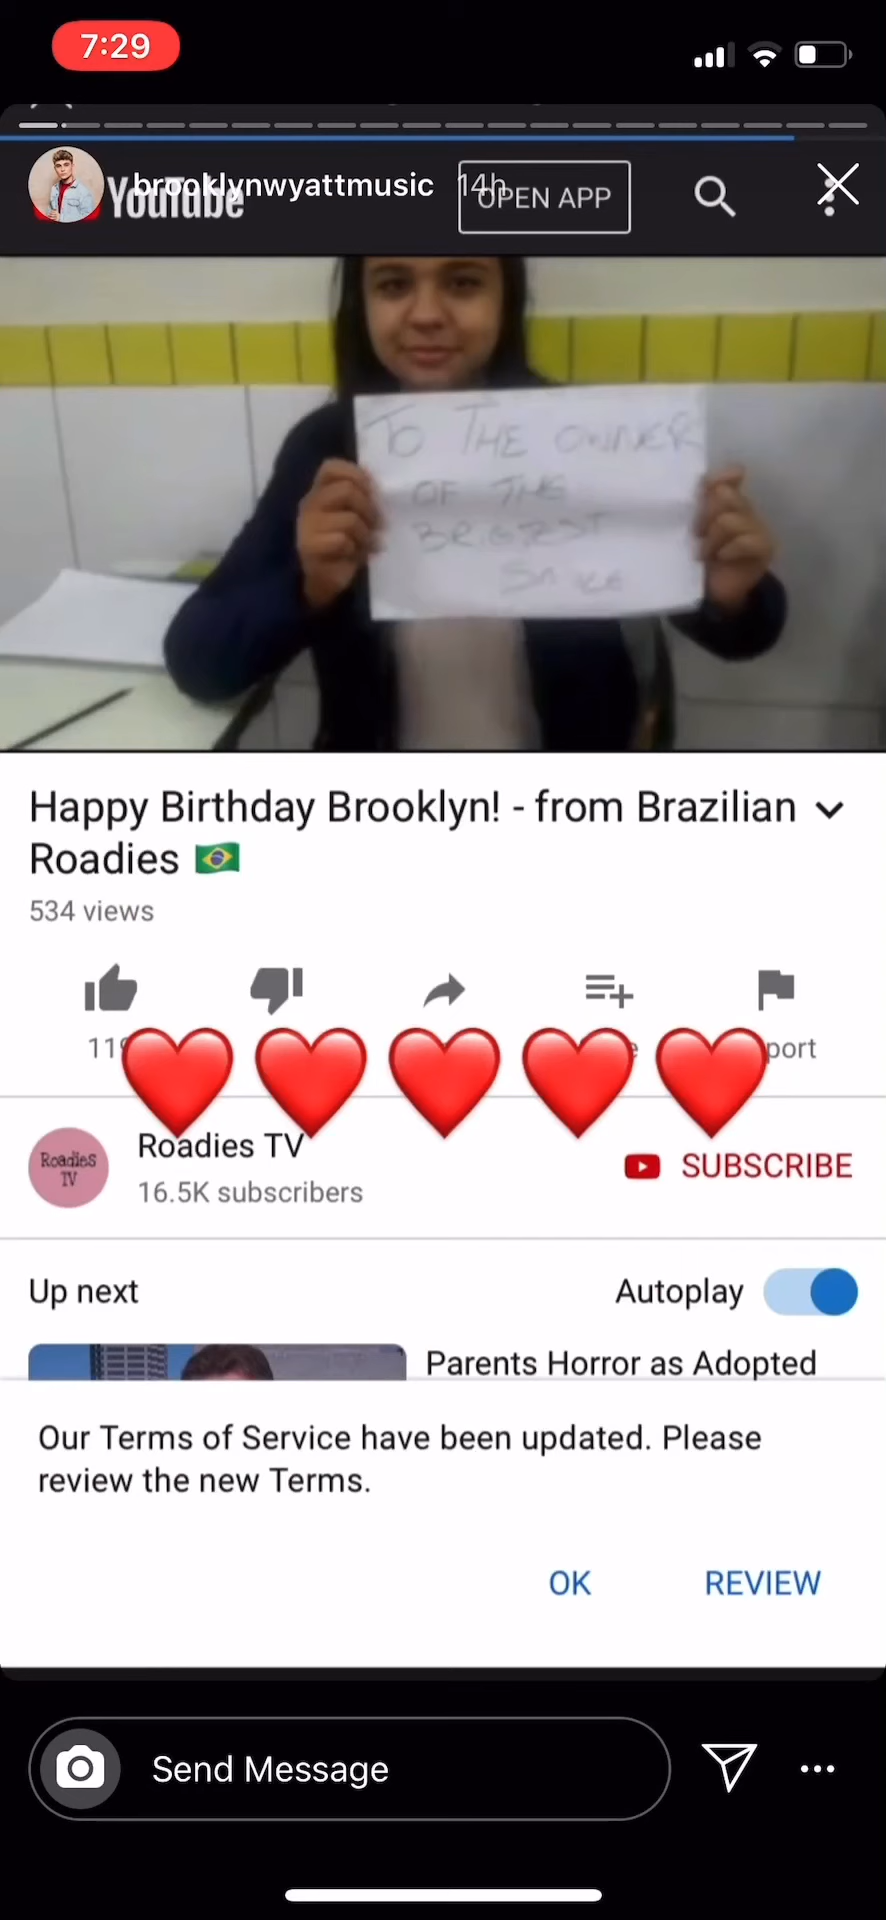 7:29
YouTube
brooklynwyattmusic 14h
OPEN APP
TO THE OWNER
OF THE
Happy Birthday Brooklyn! - from Brazilian
Roadies 🇧🇷
534 views
Roadies TV
Roadies TV
16.5K subscribers
SUBSCRIBE
Up next
Autoplay
Parents Horror as Adopted
Our Terms of Service have been updated. Please
review the new Terms.
OK
REVIEW
Send Message